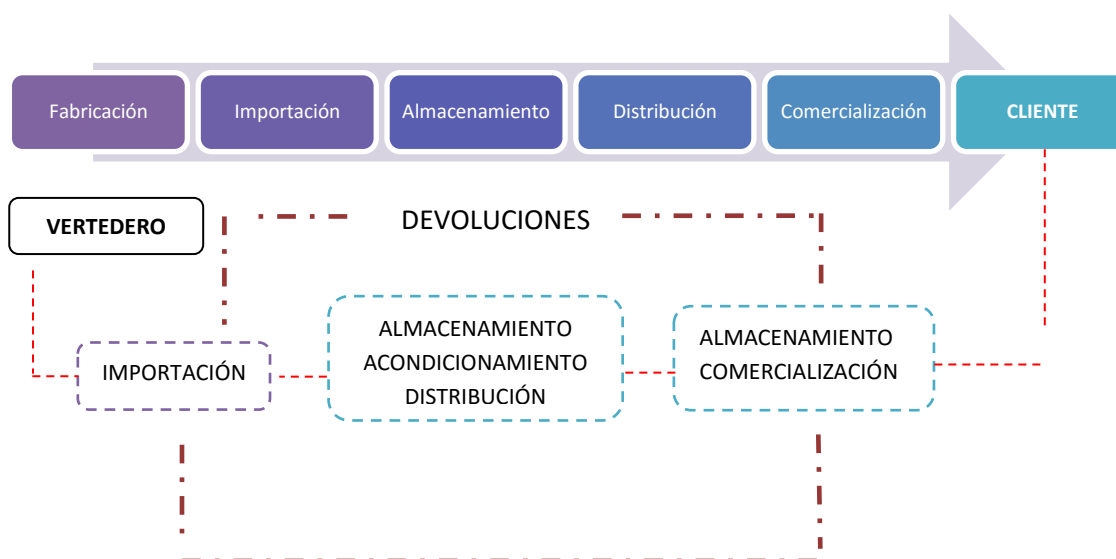 Fabricación
Importación
Almacenamiento
Distribución
Comercialización
CLIENTE
VERTEDERO
DEVOLUCIONES
IMPORTACIÓN
ALMACENAMIENTO
ACONDICIONAMIENTO
DISTRIBUCIÓN
ALMACENAMIENTO
COMERCIALIZACIÓN